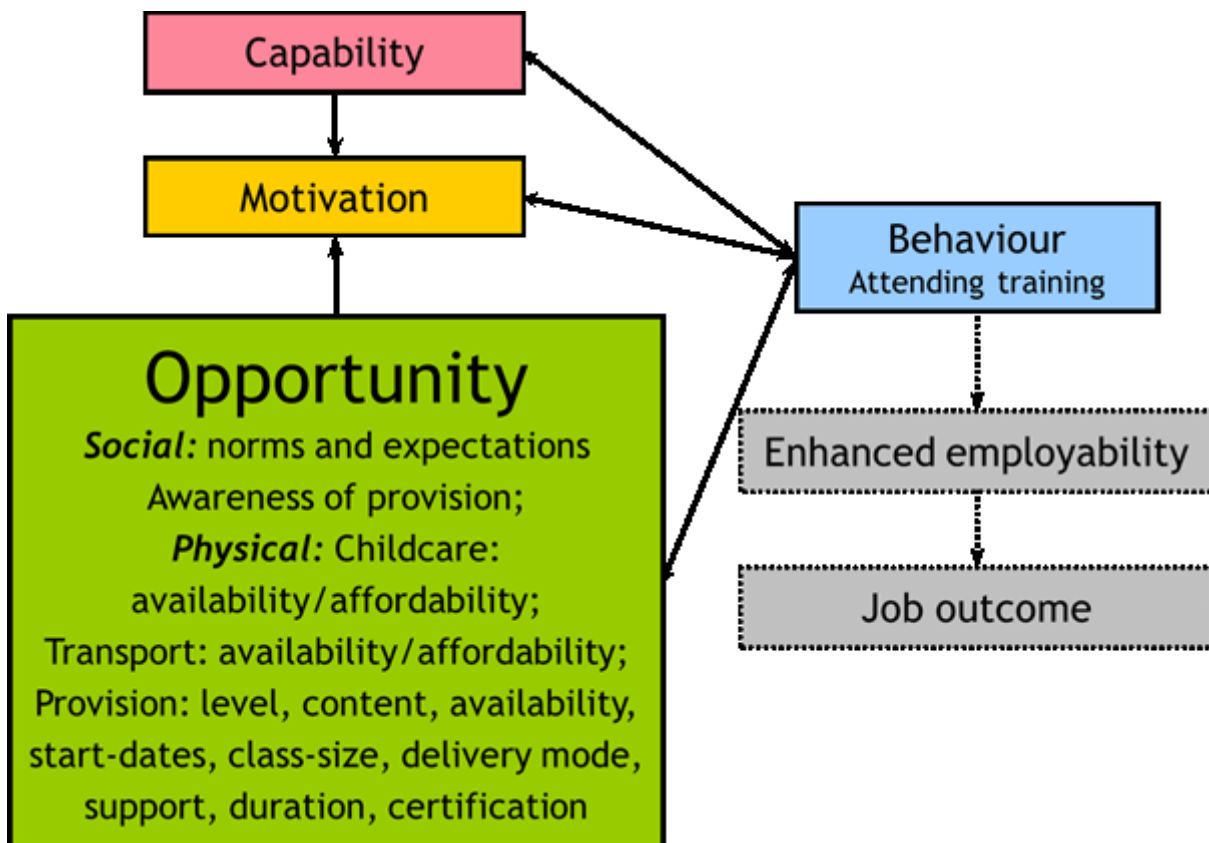 Capability
Motivation
Opportunity
Social: norms and expectations
Awareness of provision;
Physical: Childcare:
availability/affordability;
Transport: availability/affordability;
Provision: level, content, availability,
start-dates, class-size, delivery mode,
support, duration, certification
Behaviour
Attending training
Enhanced employability
Job outcome